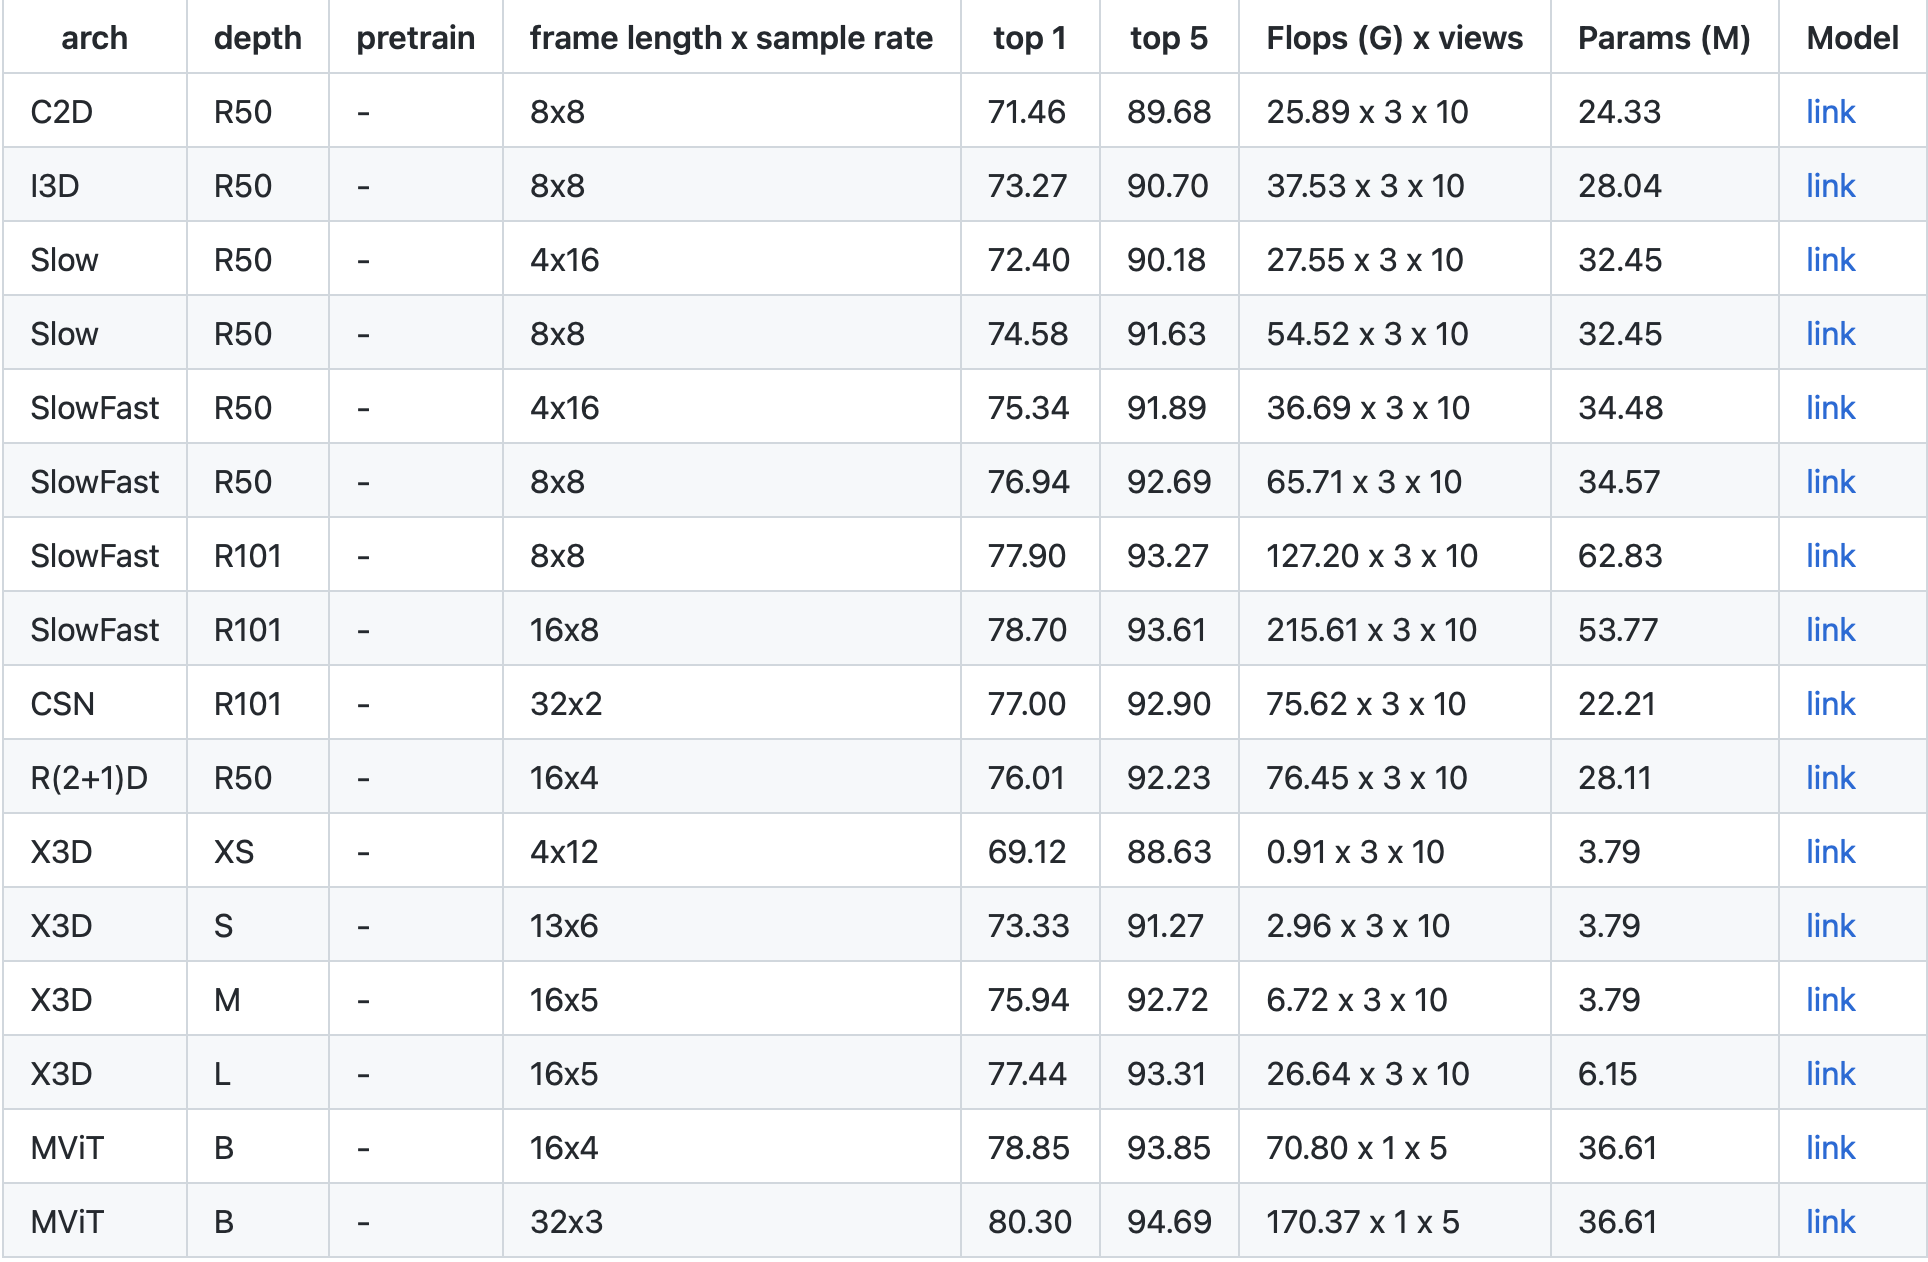 arch depth pretrain frame length x sample rate top 1 top 5 Flops (G) x views Params (M) Model
C2D R50 - 8x8 71.46 89.68 25.89 x 3 x 10 24.33 link
I3D R50 - 8x8 73.27 90.70 37.53 x 3 x 10 28.04 link
Slow R50 - 4x16 72.40 90.18 27.55 x 3 x 10 32.45 link
Slow R50 - 8x8 74.58 91.63 54.52 x 3 x 10 32.45 link
SlowFast R50 - 4x16 75.34 91.89 36.69 x 3 x 10 34.48 link
SlowFast R50 - 8x8 76.94 92.69 65.71 x 3 x 10 34.57 link
SlowFast R101 - 8x8 77.90 93.27 127.20 x 3 x 10 62.83 link
SlowFast R101 - 16x8 78.70 93.61 215.61 x 3 x 10 53.77 link
CSN R101 - 32x2 77.00 92.90 75.62 x 3 x 10 22.21 link
R(2+1)D R50 - 16x4 76.01 92.23 76.45 x 3 x 10 28.11 link
X3D XS - 4x12 69.12 88.63 0.91 x 3 x 10 3.79 link
X3D S - 13x6 73.33 91.27 2.96 x 3 x 10 3.79 link
X3D M - 16x5 75.94 92.72 6.72 x 3 x 10 3.79 link
X3D L - 16x5 77.44 93.31 26.64 x 3 x 10 6.15 link
MViT B - 16x4 78.85 93.85 70.80 x 1 x 5 36.61 link
MViT B - 32x3 80.30 94.69 170.37 x 1 x 5 36.61 link